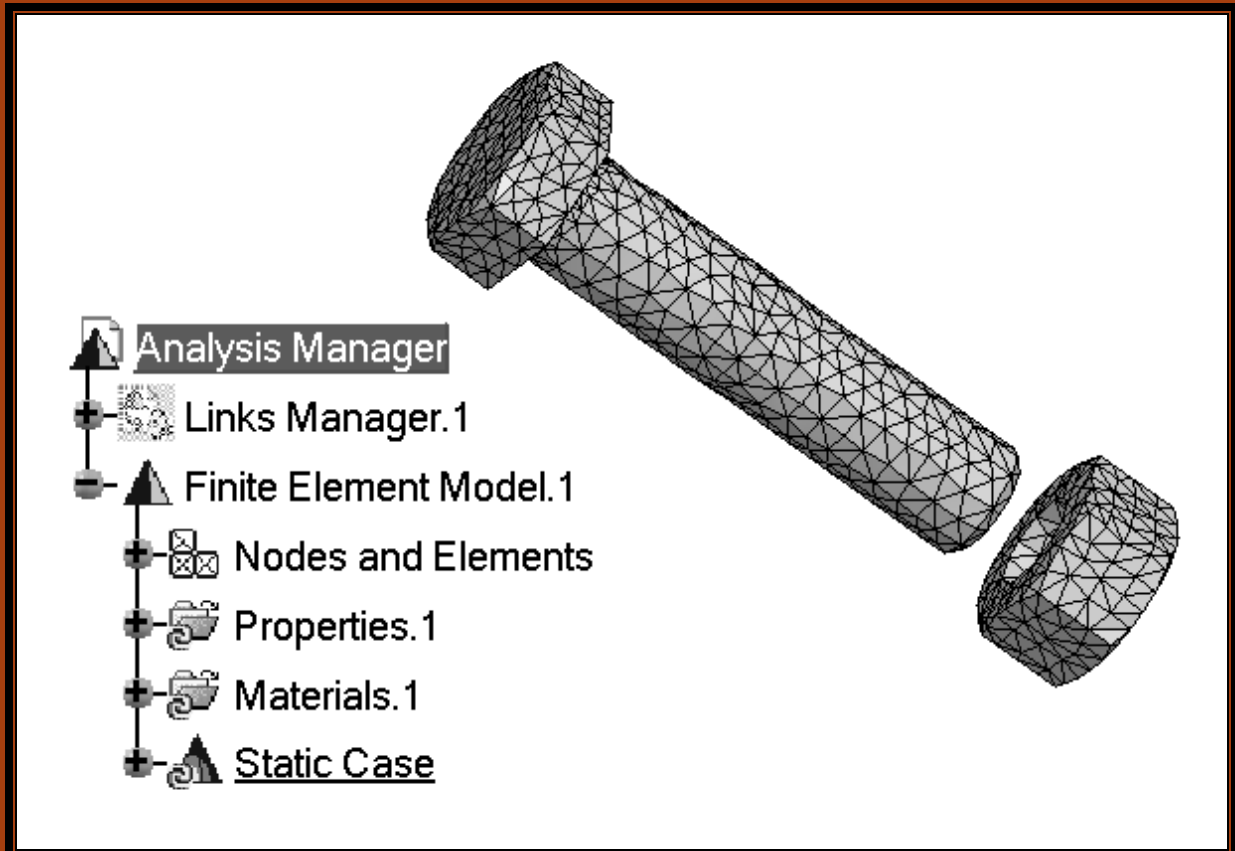 Analysis Manager
Links Manager.1
Finite Element Model.1
Nodes and Elements
Properties.1
Materials.1
Static Case